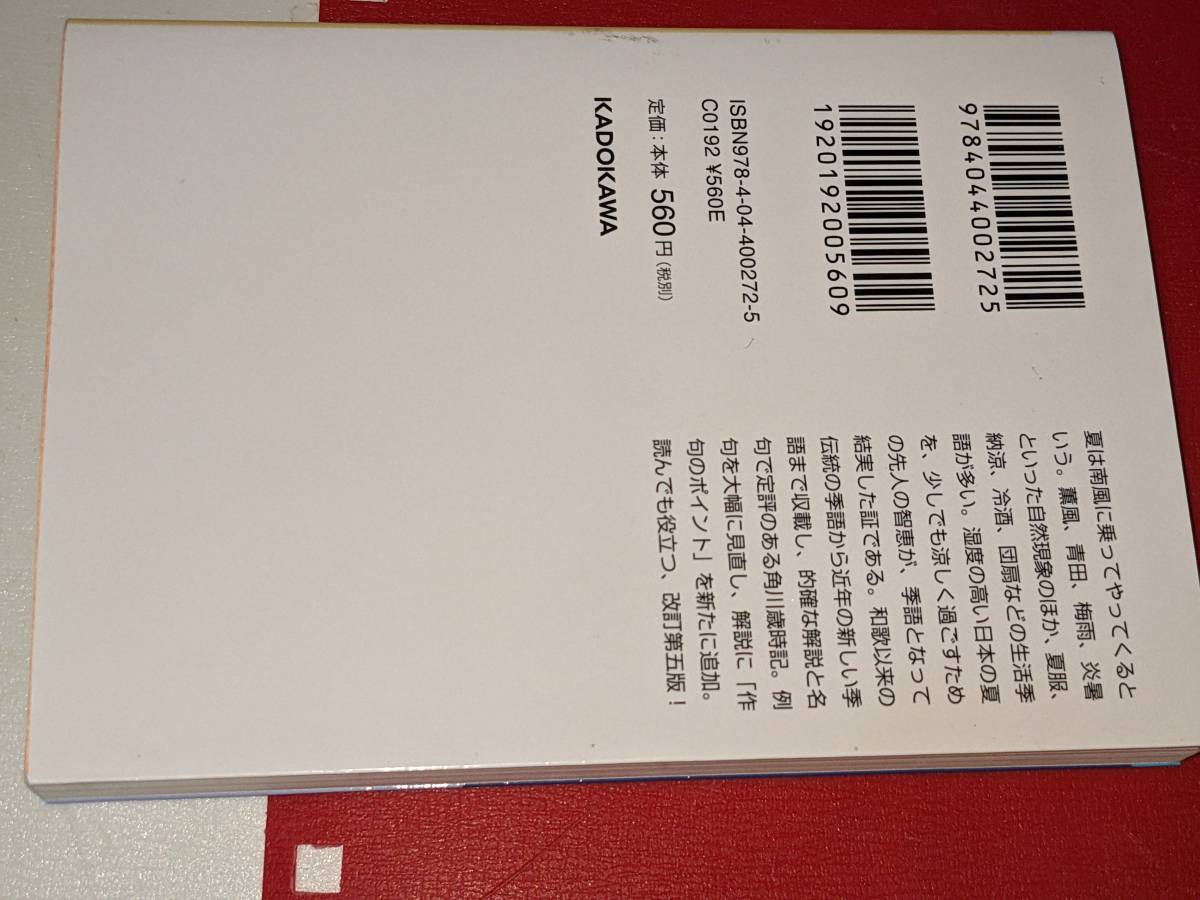 9784044002725
1920192005609
ISBN978-4-04-400272-5
C0192 ¥560E
定価：本体 560円（税別）
KADOKAWA
夏は南風に乗ってやってくると
いう。薫風、青田、梅雨、炎暑
といった自然現象のほか、夏服、
納涼、冷酒、団扇などの生活季
語が多い。湿度の高い日本の夏
を、少しでも涼しく過ごすため
の先人の智恵が、季語となって
結実した証である。和歌以来の
伝統の季語から近年の新しい季
語まで収載し、的確な解説と名
句で定評のある角川歳時記。例
句を大幅に見直し、解説に「作
句のポイント」を新たに追加。
読んでも役立つ、改訂第五版！